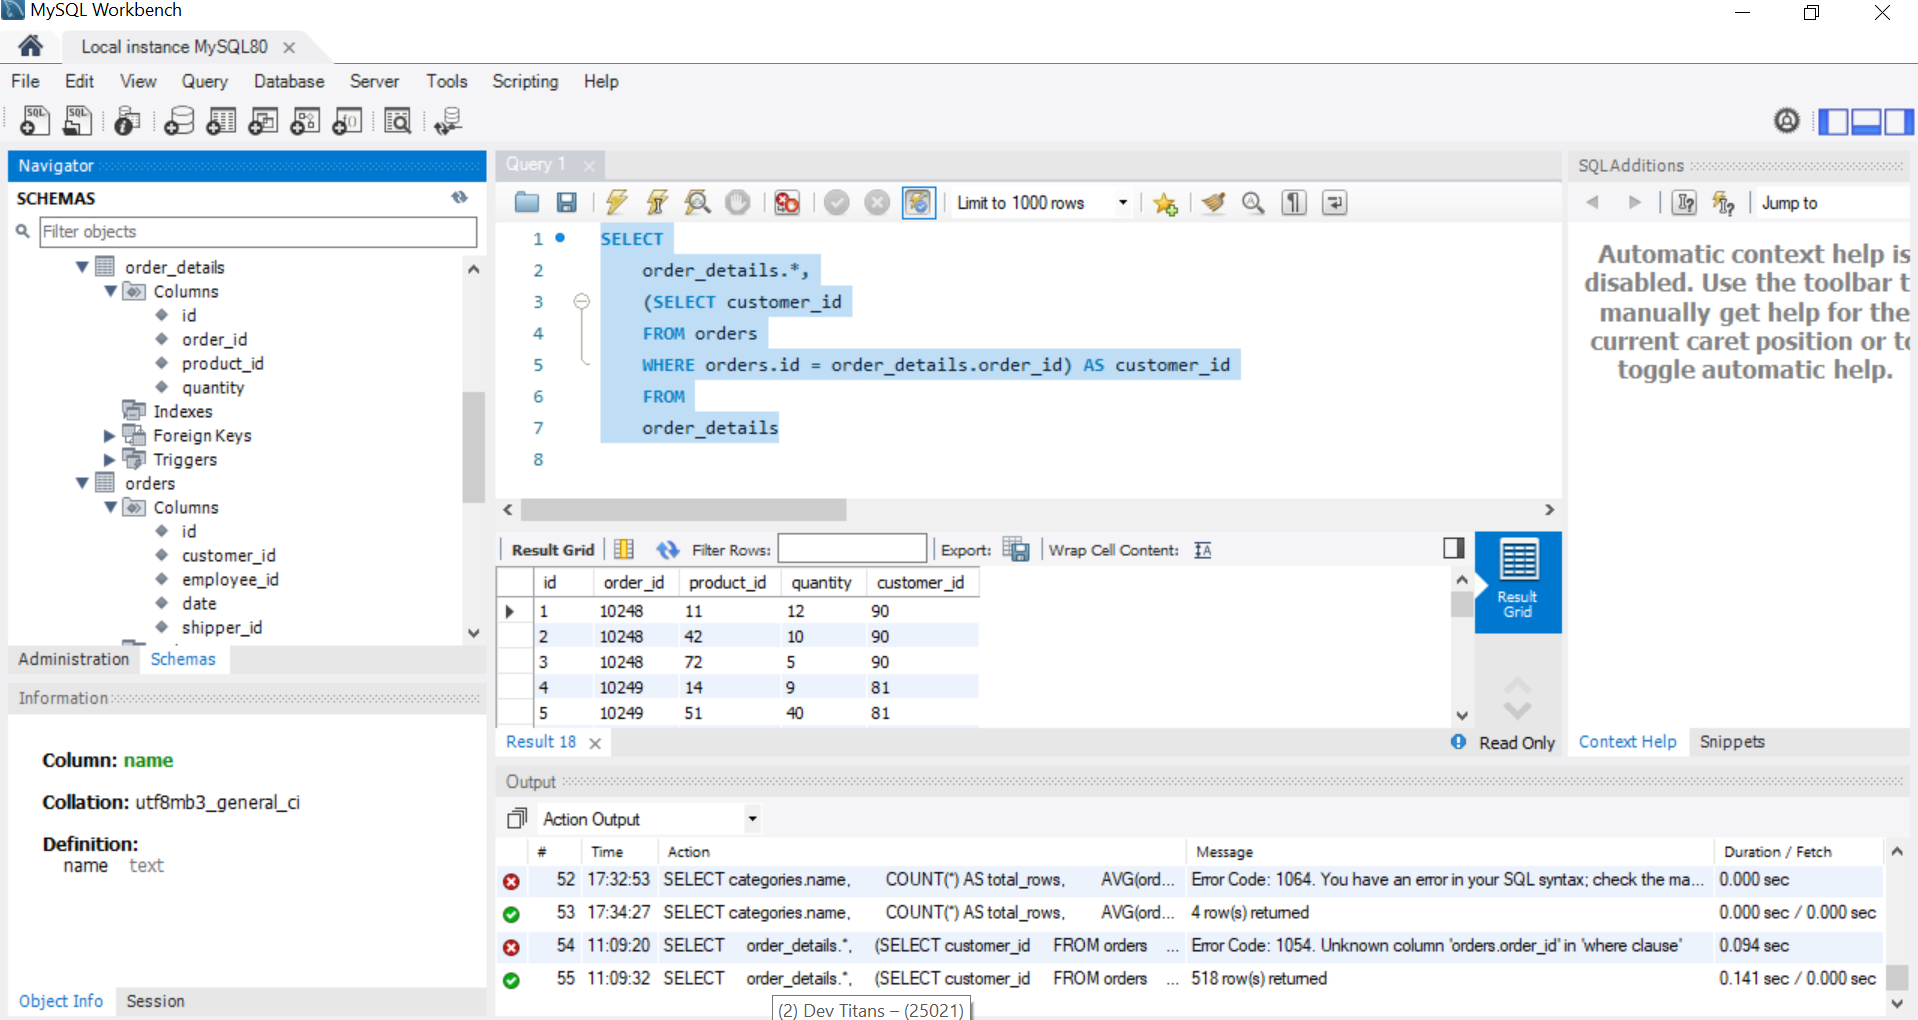 MySQL Workbench
Local instance MySQL80
File Edit View Query Database Server Tools Scripting Help
Navigator
SCHEMAS
Filter objects
order_details
Columns
id
order_id
product_id
quantity
Indexes
Foreign Keys
Triggers
orders
Columns
id
customer_id
employee_id
date
shipper_id
Administration Schemas
Information
Column: name
Collation: utf8mb3_general_ci
Definition:
name text
Object Info Session
Query 1
Limit to 1000 rows
1 SELECT
2 order_details.*,
3 (SELECT customer_id
4 FROM orders
5 WHERE orders.id = order_details.order_id) AS customer_id
6 FROM
7 order_details
8
Result Grid Filter Rows: Export: Wrap Cell Content:
id order_id product_id quantity customer_id
1 10248 11 12 90
2 10248 42 10 90
3 10248 72 5 90
4 10249 14 9 81
5 10249 51 40 81
Result Grid
Result 18
Read Only
SQLAdditions
Jump to
Automatic context help is
disabled. Use the toolbar t
manually get help for the
current caret position or to
toggle automatic help.
Context Help Snippets
Output
Action Output
# Time Action Message Duration / Fetch
52 17:32:53 SELECT categories.name, COUNT(*) AS total_rows, AVG(ord... Error Code: 1064. You have an error in your SQL syntax; check the ma... 0.000 sec
53 17:34:27 SELECT categories.name, COUNT(*) AS total_rows, AVG(ord... 4 row(s) returned 0.000 sec / 0.000 sec
54 11:09:20 SELECT order_details.*, (SELECT customer_id FROM orders ... Error Code: 1054. Unknown column 'orders.order_id' in 'where clause' 0.094 sec
55 11:09:32 SELECT order_details.*, (SELECT customer_id FROM orders ... 518 row(s) returned 0.141 sec / 0.000 sec
(2) Dev Titans – (25021)